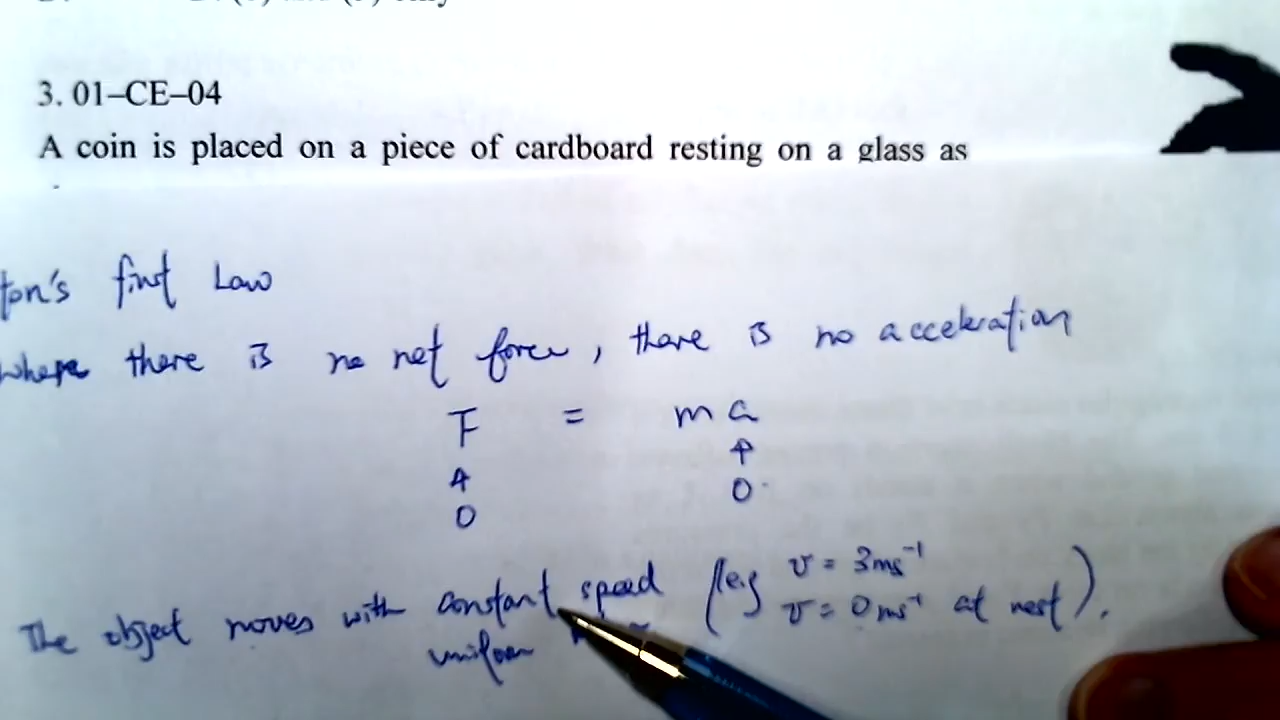 3. 01–CE–04
A coin is placed on a piece of cardboard resting on a glass as
ton's first Law
where there is no net force, there is no acceleration
F = ma
0 0
The object moves with constant speed (eg v = 3ms⁻¹
v = 0ms⁻¹ at rest).
uniform